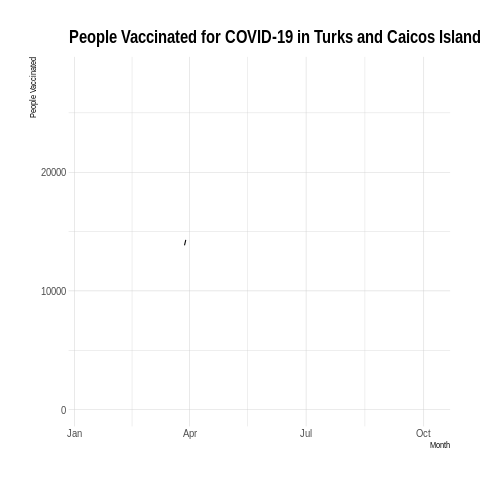 People Vaccinated for COVID-19 in Turks and Caicos Island
People Vaccinated
20000
10000
0
Jan Apr Jul Oct
Month